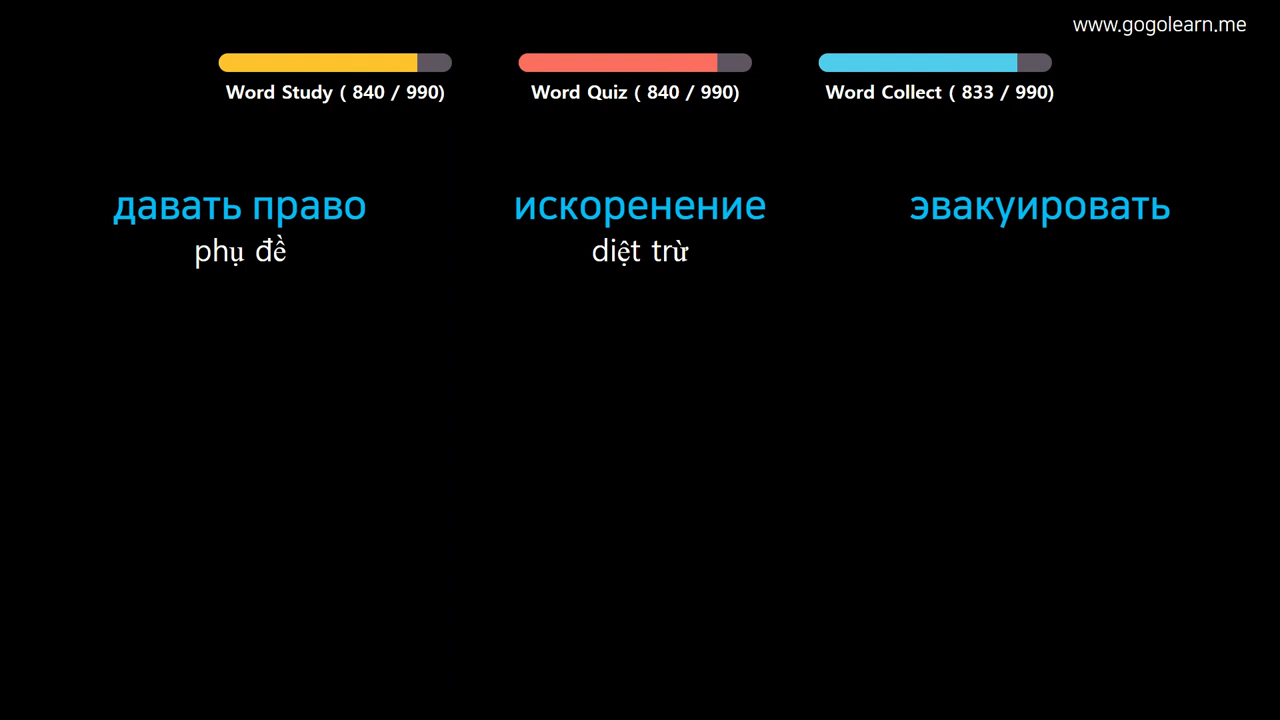 www.gogolearn.me
Word Study ( 840 / 990)
Word Quiz ( 840 / 990)
Word Collect ( 833 / 990)
давать право
phụ đề
искоренение
diệt trừ
эвакуировать